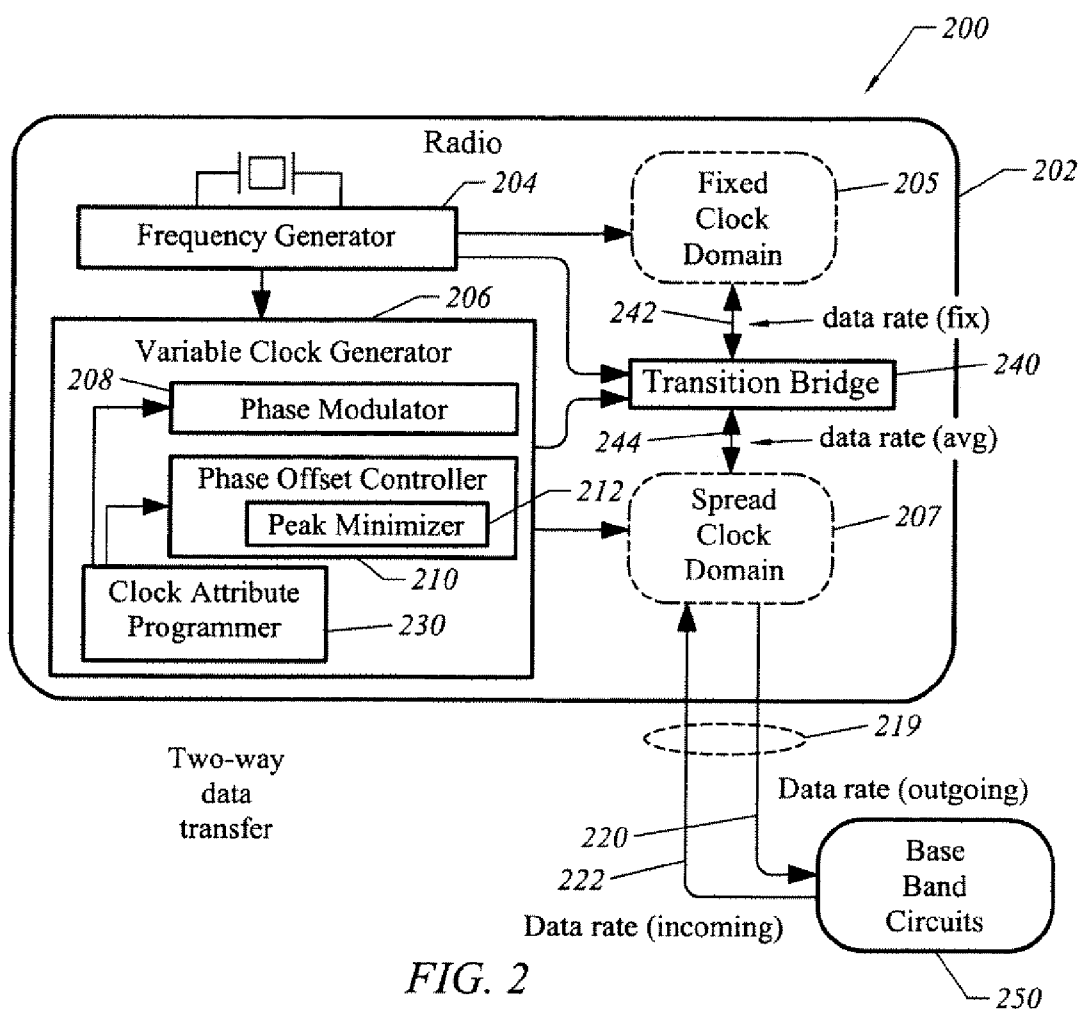 200
Radio
204
Frequency Generator
Fixed
Clock
Domain
205
202
206
242
data rate (fix)
Variable Clock Generator
208
Phase Modulator
Transition Bridge
240
244
data rate (avg)
Phase Offset Controller
212
Peak Minimizer
Spread
Clock
Domain
207
210
Clock Attribute
Programmer
230
219
Two-way
data
transfer
Data rate (outgoing)
220
222
Base
Band
Circuits
Data rate (incoming)
FIG. 2
250